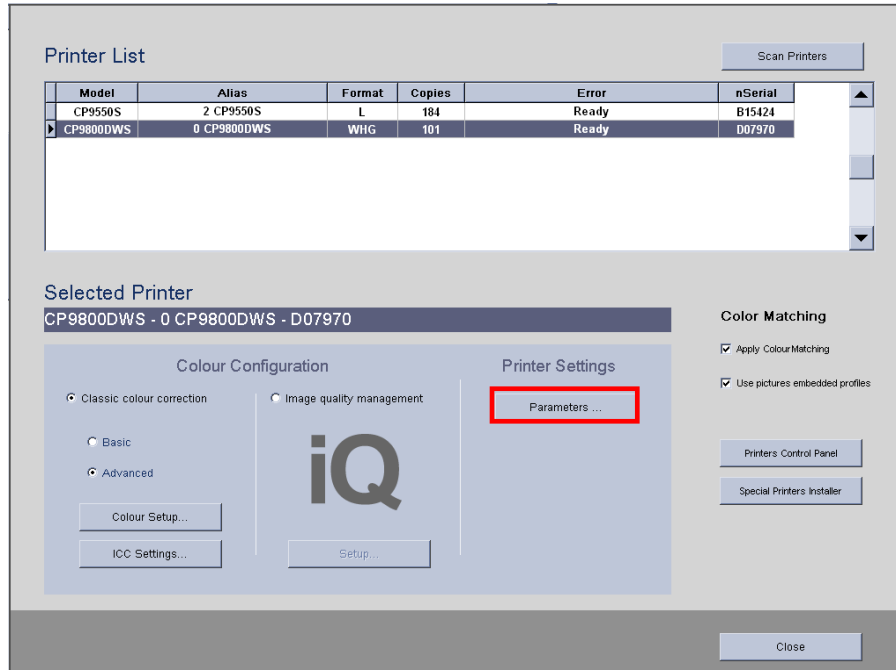 Printer List
Scan Printers
Model Alias Format Copies Error nSerial
CP9550S 2 CP9550S L 184 Ready B15424
CP9800DWS 0 CP9800DWS WHG 101 Ready D07970
Selected Printer
CP9800DWS - 0 CP9800DWS - D07970
Color Matching
Apply ColourMatching
Use pictures embedded profiles
Colour Configuration
Printer Settings
Classic colour correction
Image quality management
Parameters ...
Basic
Advanced
iQ
Colour Setup...
ICC Settings...
Setup...
Printers Control Panel
Special Printers Installer
Close